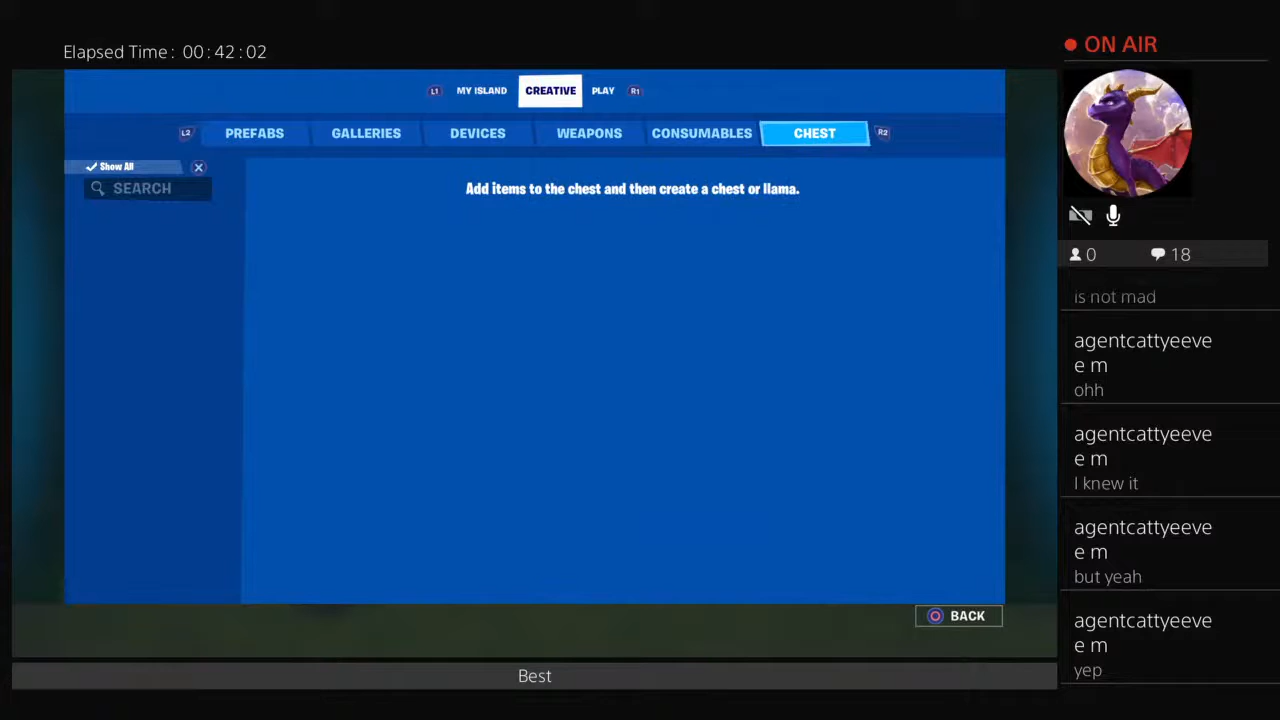 Elapsed Time: 00:42:02
ON AIR
L1 MY ISLAND CREATIVE PLAY R1
L2 PREFABS GALLERIES DEVICES WEAPONS CONSUMABLES CHEST R2
Show All
SEARCH
Add items to the chest and then create a chest or llama.
0 18
is not mad
agentcattyeeve
e m
ohh
agentcattyeeve
e m
I knew it
agentcattyeeve
e m
but yeah
agentcattyeeve
e m
yep
BACK
Best